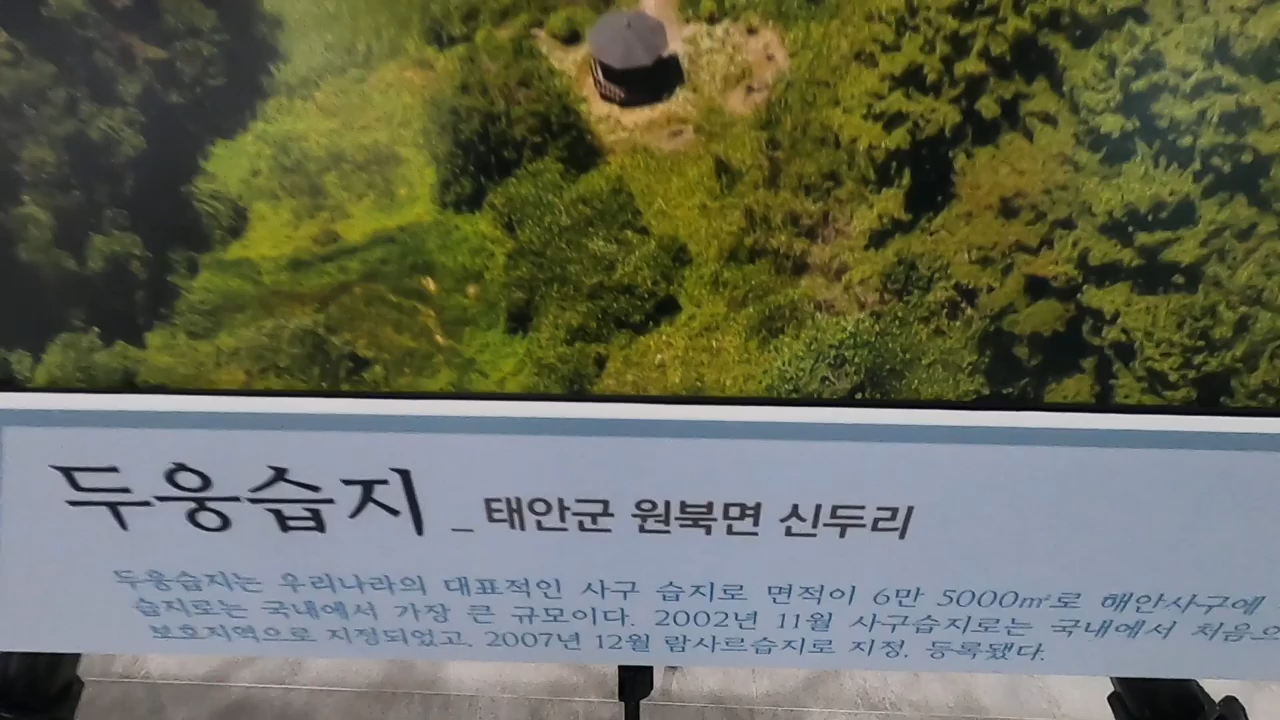 두웅습지 _ 태안군 원북면 신두리
두웅습지는 우리나라의 대표적인 사구 습지로 면적이 6만 5000㎡로 해안사구에
습지로는 국내에서 가장 큰 규모이다. 2002년 11월 사구습지로는 국내에서 처음으
보호지역으로 지정되었고, 2007년 12월 람사르습지로 지정, 등록됐다.